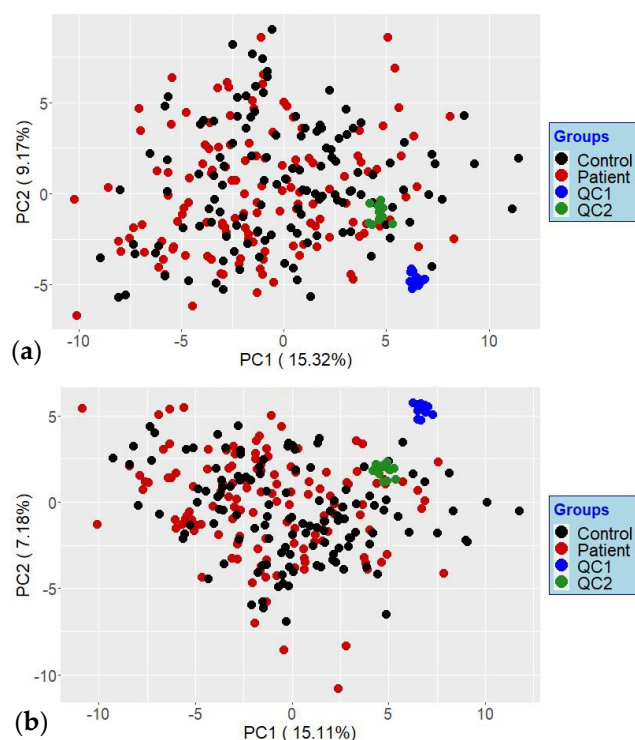 5
0
-5
PC2 ( 9.17%)
-10
-5
0
5
10
PC1 ( 15.32%)
(a)
Groups
Control
Patient
QC1
QC2
5
0
-5
-10
PC2 ( 7.18%)
-10
-5
0
5
10
PC1 ( 15.11%)
(b)
Groups
Control
Patient
QC1
QC2